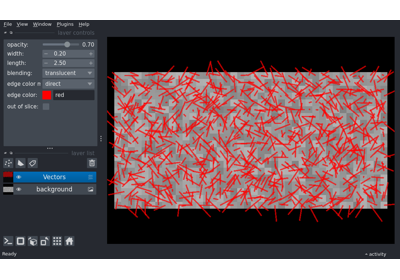 File View Window Plugins Help
layer controls
opacity: 0.70
width: 0.20
length: 2.50
blending: translucent
edge color m direct
edge color: red
out of slice:
layer list
Vectors
background
Ready
activity